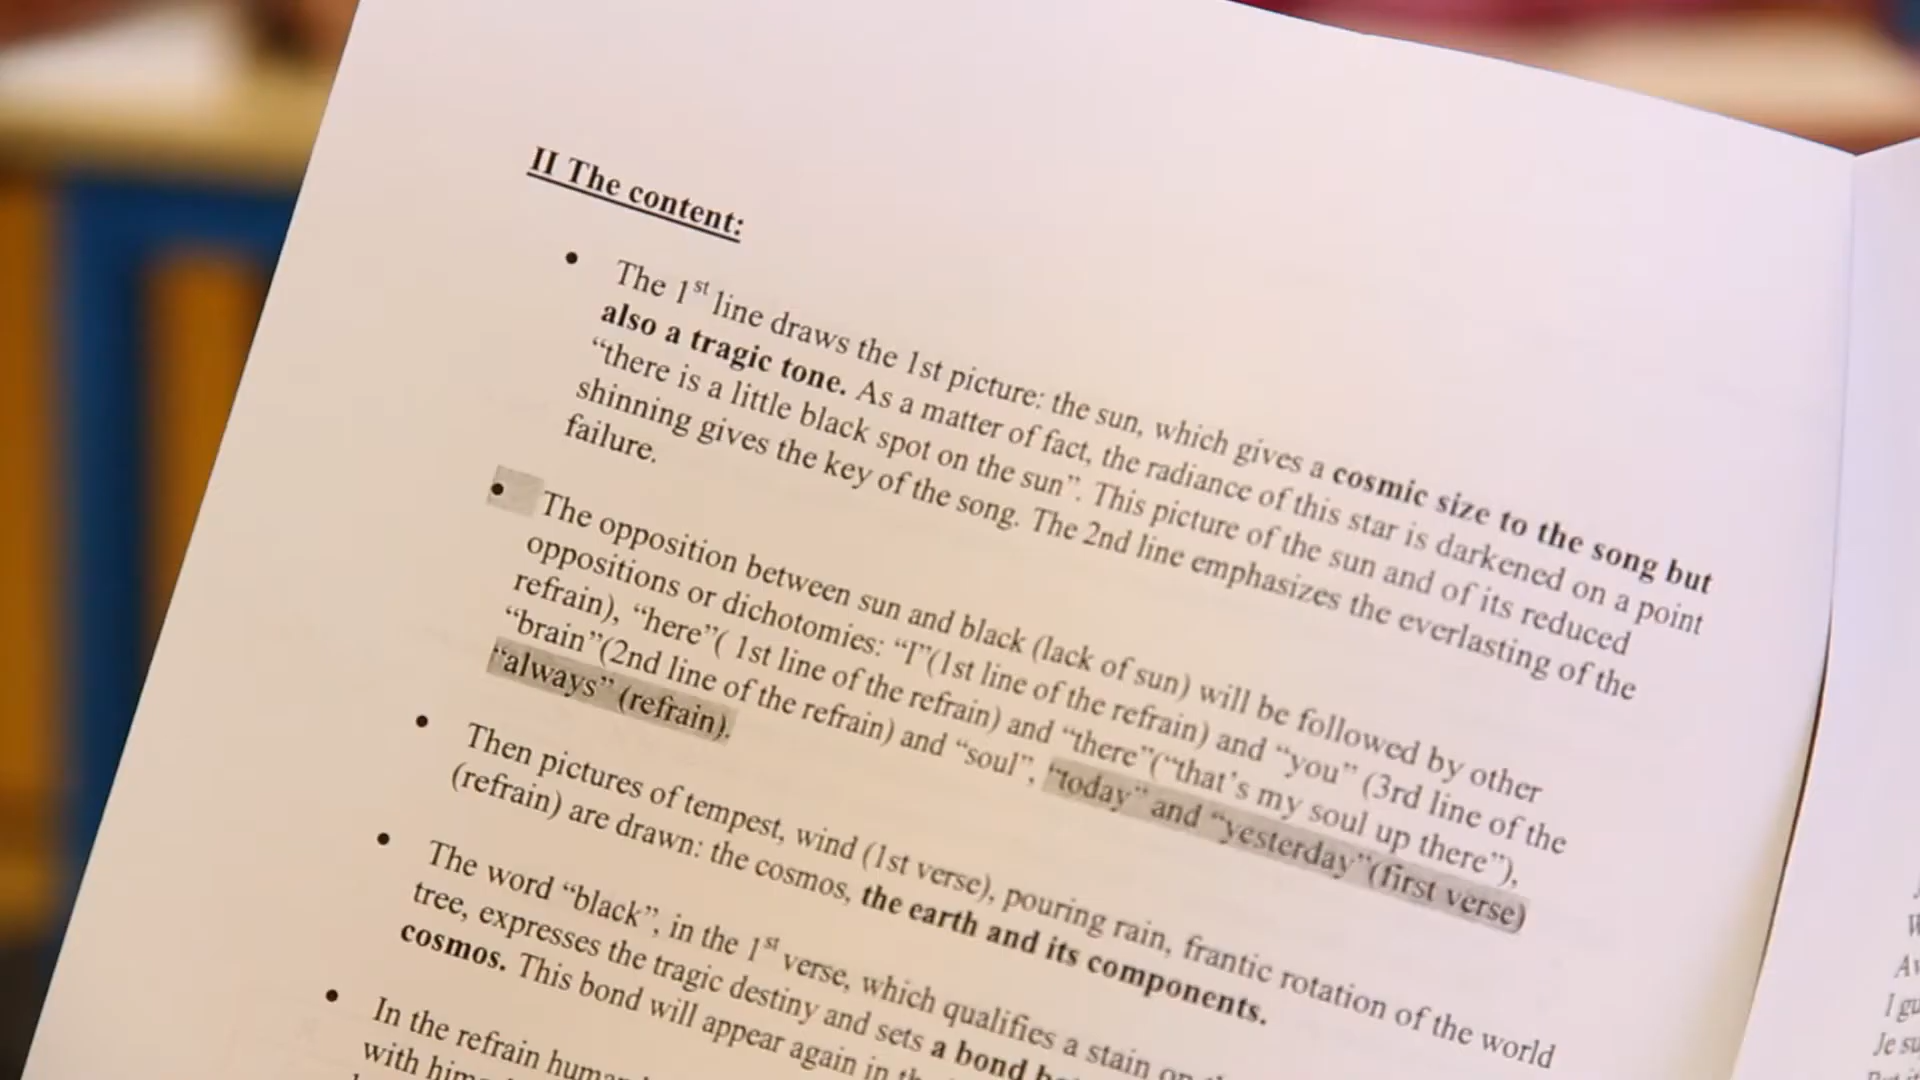 II The content:
• The 1st line draws the 1st picture: the sun, which gives a cosmic size to the song but
also a tragic tone. As a matter of fact, the radiance of this star is darkened on a point
“there is a little black spot on the sun”. This picture of the sun and of its reduced
shinning gives the key of the song. The 2nd line emphasizes the everlasting of the
failure.
• The opposition between sun and black (lack of sun) will be followed by other
oppositions or dichotomies: “I”(1st line of the refrain) and “you” (3rd line of the
refrain), “here”( 1st line of the refrain) and “there”(“that’s my soul up there”),
“brain”(2nd line of the refrain) and “soul”, “today” and “yesterday”(first verse)
“always” (refrain).
• Then pictures of tempest, wind (1st verse), pouring rain, frantic rotation of the world
(refrain) are drawn: the cosmos, the earth and its components.
• The word “black”, in the 1st verse, which qualifies a stain on
tree, expresses the tragic destiny and sets a bond
cosmos. This bond will appear again in
• In the refrain
with
I
Je